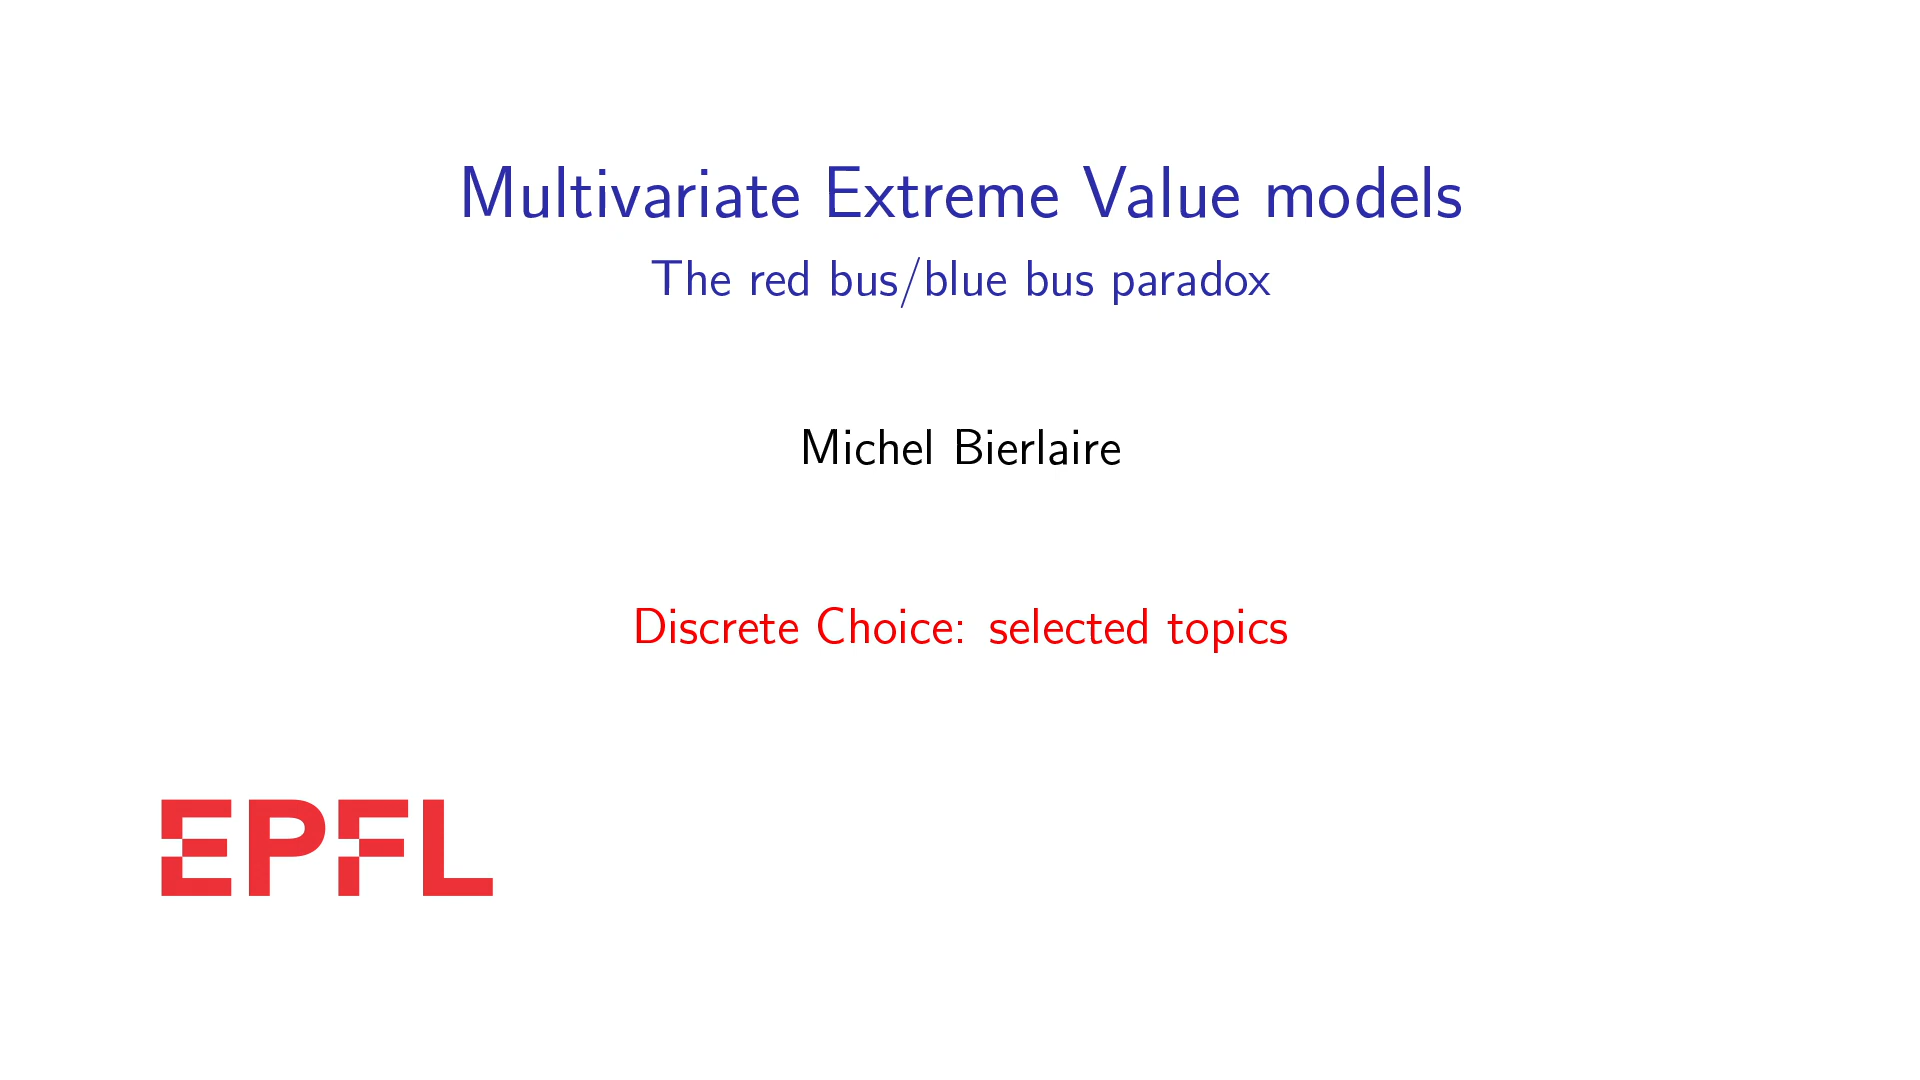 Multivariate Extreme Value models
The red bus/blue bus paradox
Michel Bierlaire
Discrete Choice: selected topics
EPFL